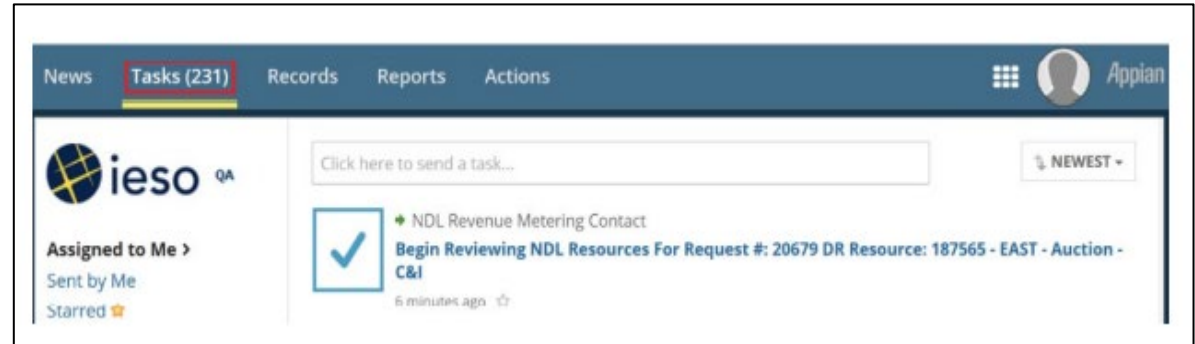 News Tasks (231) Records Reports Actions Appian
ieso QA
Click here to send a task...
NEWEST
NDL Revenue Metering Contact
Begin Reviewing NDL Resources For Request #: 20679 DR Resource: 187565 - EAST - Auction -
C&I
6 minutes ago
Assigned to Me >
Sent by Me
Starred